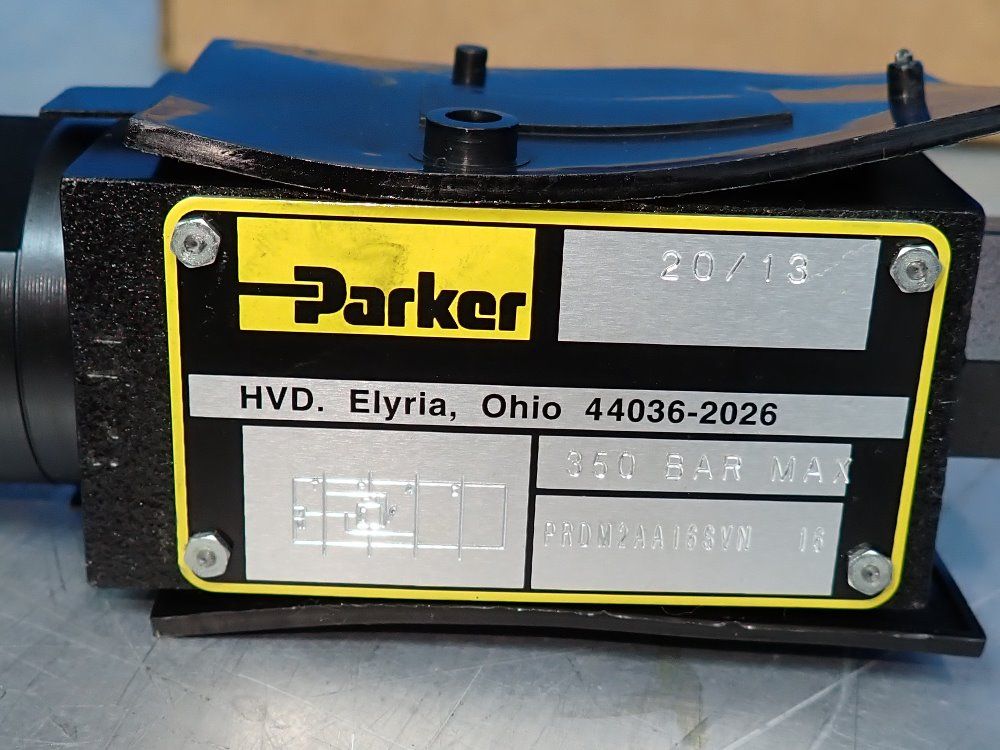 Parker
20/13
HVD. Elyria, Ohio 44036-2026
350 BAR MAX
PRDM2AA16SVN 16